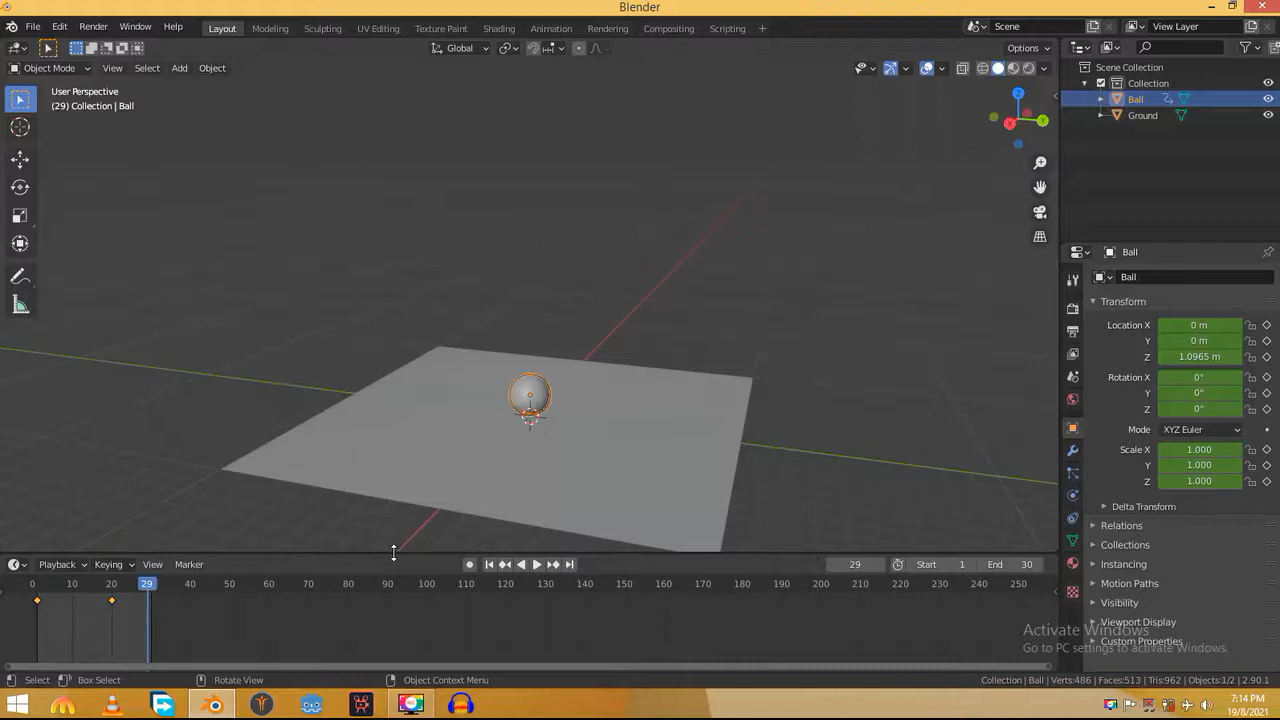 Blender
File Edit Render Window Help
Layout Modeling Sculpting UV Editing Texture Paint Shading Animation Rendering Compositing Scripting +
Scene
View Layer
Global
Options
Object Mode View Select Add Object
User Perspective
(29) Collection | Ball
Z
Y
X
Scene Collection
Collection
Ball
Ground
Ball
Ball
Transform
Location X 0 m
Y 0 m
Z 1.0965 m
Rotation X 0°
Y 0°
Z 0°
Mode XYZ Euler
Scale X 1.000
Y 1.000
Z 1.000
Delta Transform
Relations
Collections
Instancing
Motion Paths
Visibility
Viewport Display
Custom Properties
Playback Keying View Marker
29 Start 1 End 30
0 10 20 29 40 50 60 70 80 90 100 110 120 130 140 150 160 170 180 190 200 210 220 230 240 250
Activate Windows
Go to PC settings to activate Windows.
Select Box Select Rotate View Object Context Menu
Collection | Ball | Verts:486 | Faces:513 | Tris:962 | Objects:1/2 | 2.90.1
7:14 PM
19/8/2021